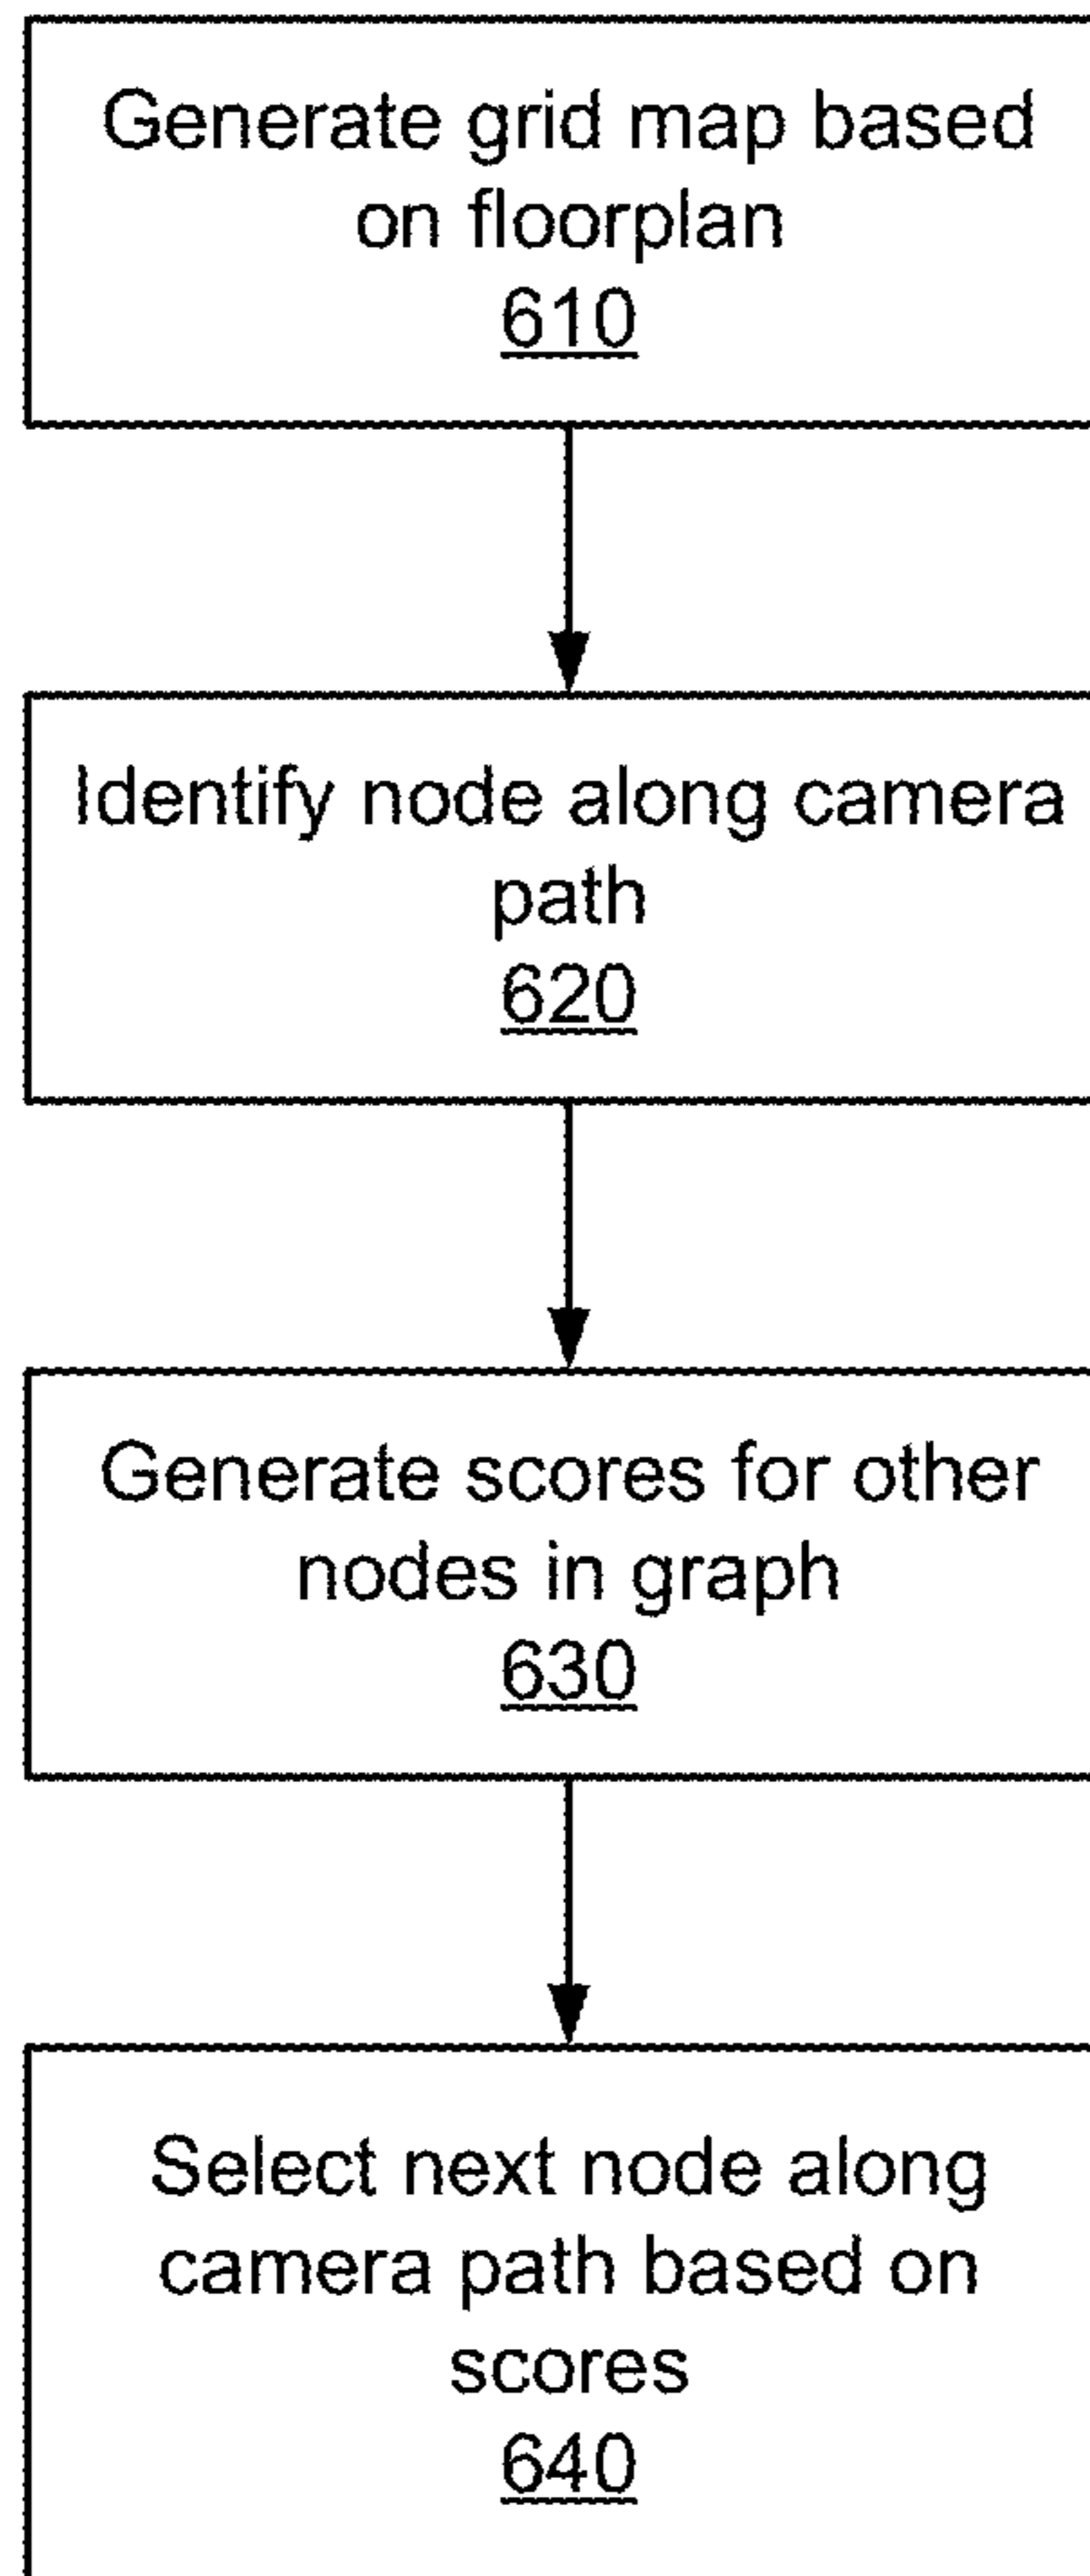 Generate grid map based
on floorplan
610
Identify node along camera
path
620
Generate scores for other
nodes in graph
630
Select next node along
camera path based on
scores
640